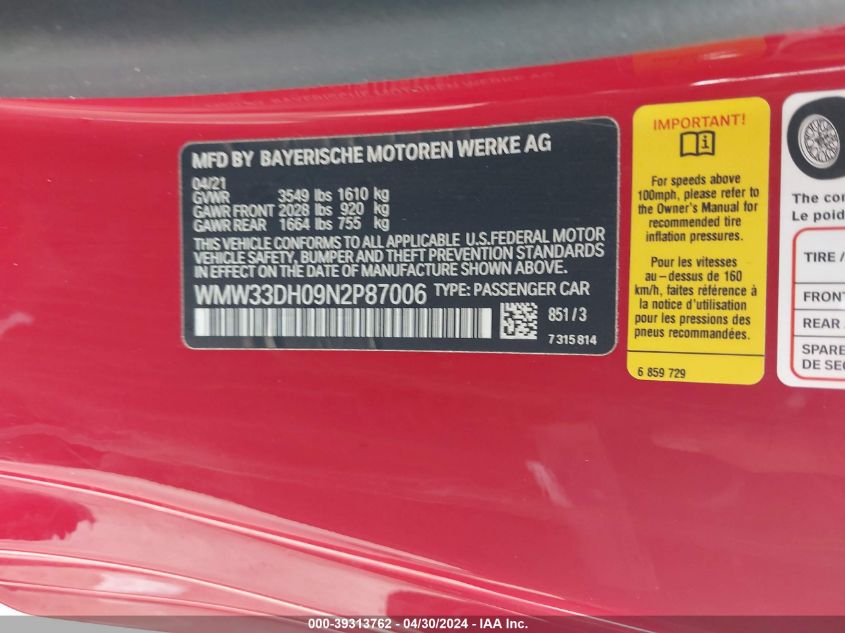 MFD BY BAYERISCHE MOTOREN WERKE AG
04/21
GVWR 3549 lbs 1610 kg
GAWR FRONT 2028 lbs 920 kg
GAWR REAR 1664 lbs 755 kg
THIS VEHICLE CONFORMS TO ALL APPLICABLE U.S.FEDERAL MOTOR
VEHICLE SAFETY, BUMPER AND THEFT PREVENTION STANDARDS
IN EFFECT ON THE DATE OF MANUFACTURE SHOWN ABOVE.
WMW33DH09N2P87006 TYPE: PASSENGER CAR
851/3
7 315 814
IMPORTANT!
For speeds above
100mph, please refer to
the Owner's Manual for
recommended tire
inflation pressures.
Pour les vitesses
au-dessus de 160
km/h, faites référence à
la notice d'utilisation
pour les pressions des
pneus recommandées.
6 859 729
The com
Le poid
TIRE /
FRONT
REAR /
SPARE
DE SEC
000-39313762 - 04/30/2024 - IAA Inc.